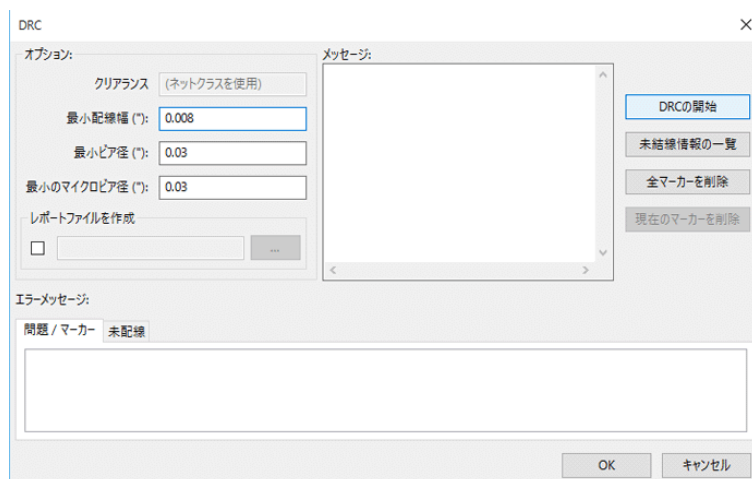 DRC
オプション:
クリアランス (ネットクラスを使用)
最小配線幅 ("): 0.008
最小ビア径 ("): 0.03
最小のマイクロビア径 ("): 0.03
レポートファイルを作成
...
メッセージ:
DRCの開始
未結線情報の一覧
全マーカーを削除
現在のマーカーを削除
エラーメッセージ:
問題 / マーカー 未配線
OK キャンセル